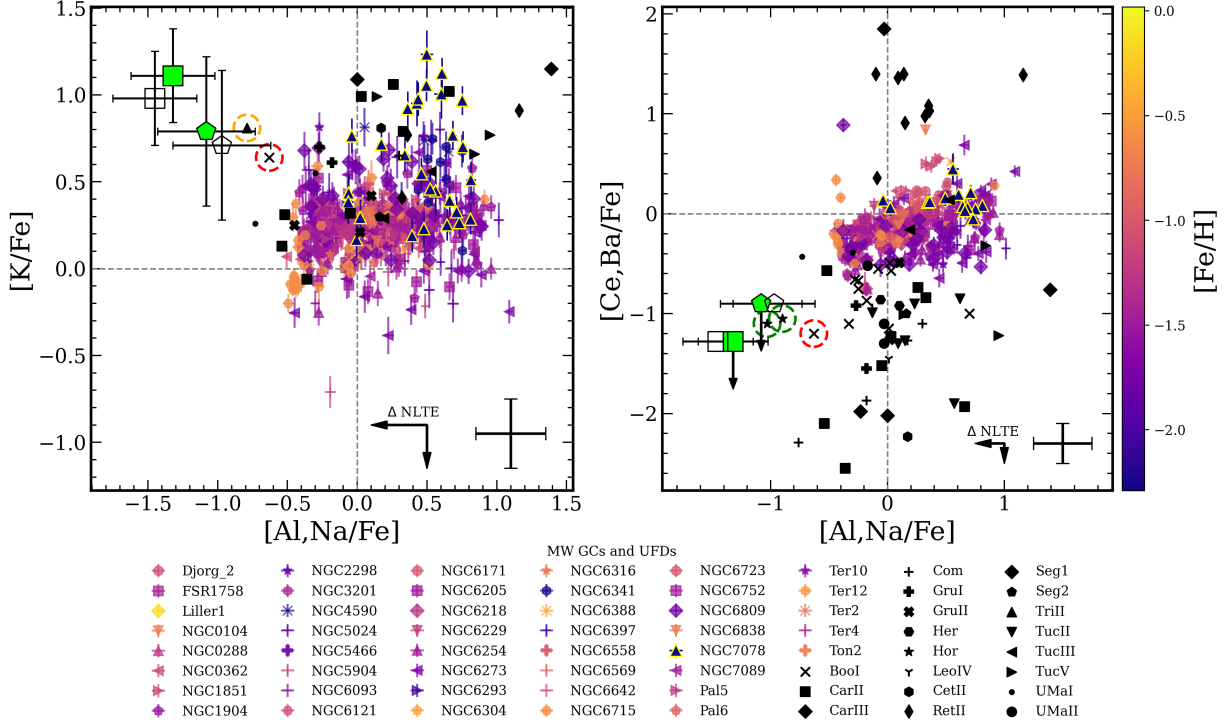 1.5
1.0
0.5
0.0
−0.5
−1.0
[K/Fe]
−1.5 −1.0 −0.5 0.0 0.5 1.0 1.5
[Al,Na/Fe]
Δ NLTE
2
1
0
−1
−2
[Ce,Ba/Fe]
−1 0 1
[Al,Na/Fe]
Δ NLTE
0.0
−1.0
−1.5
−2.0
[Fe/H]
MW GCs and UFDs
Djorg_2
FSR1758
Liller1
NGC0104
NGC0288
NGC0362
NGC1851
NGC1904
NGC2298
NGC3201
NGC4590
NGC5024
NGC5466
NGC5904
NGC6093
NGC6121
NGC6171
NGC6205
NGC6218
NGC6229
NGC6254
NGC6273
NGC6293
NGC6304
NGC6316
NGC6341
NGC6388
NGC6397
NGC6558
NGC6569
NGC6642
NGC6715
NGC6723
NGC6752
NGC6809
NGC6838
NGC7078
NGC7089
Pal5
Pal6
Ter10
Ter12
Ter2
Ter4
Ton2
BooI
CarII
CarIII
Com
GruI
GruII
Her
Hor
LeoIV
CetII
RetII
Seg1
Seg2
TriII
TucII
TucIII
TucV
UMaI
UMaII